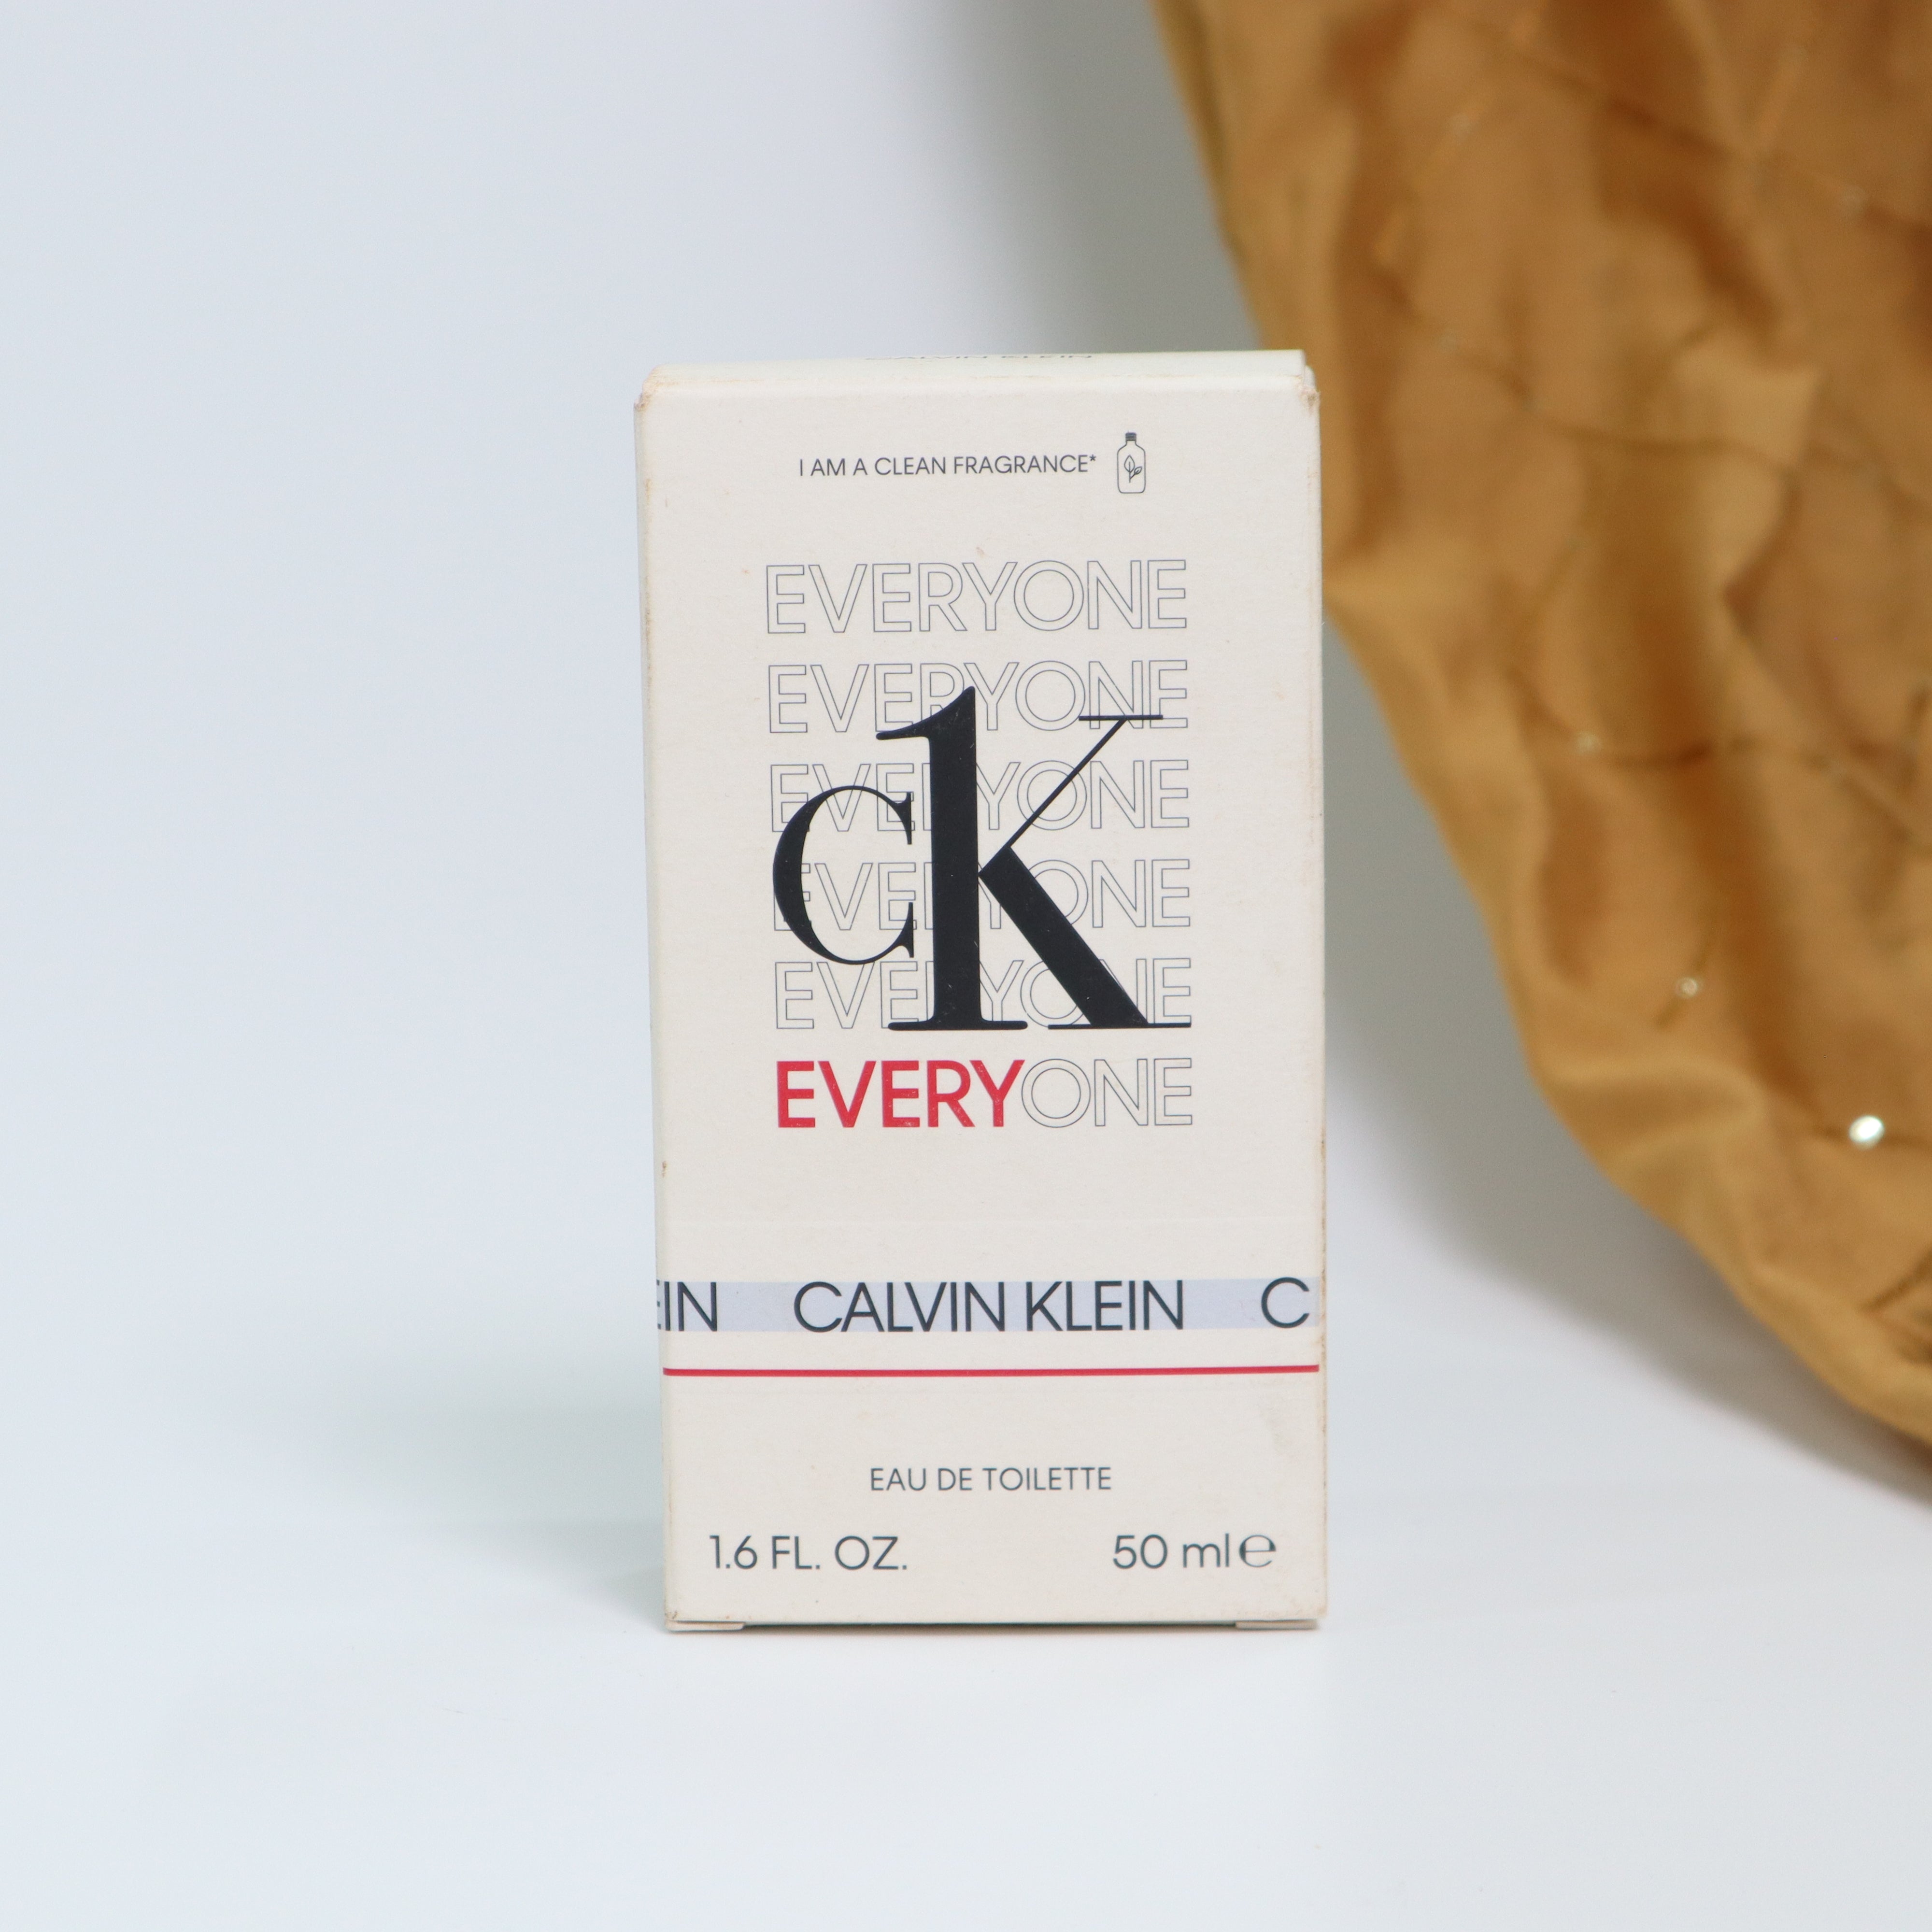 I AM A CLEAN FRAGRANCE*
EVERYONE
EVERYONE
EVERYONE
EVERYONE
EVERYONE
ck
EVERYONE
EIN CALVIN KLEIN C
EAU DE TOILETTE
1.6 FL. OZ. 50 ml e